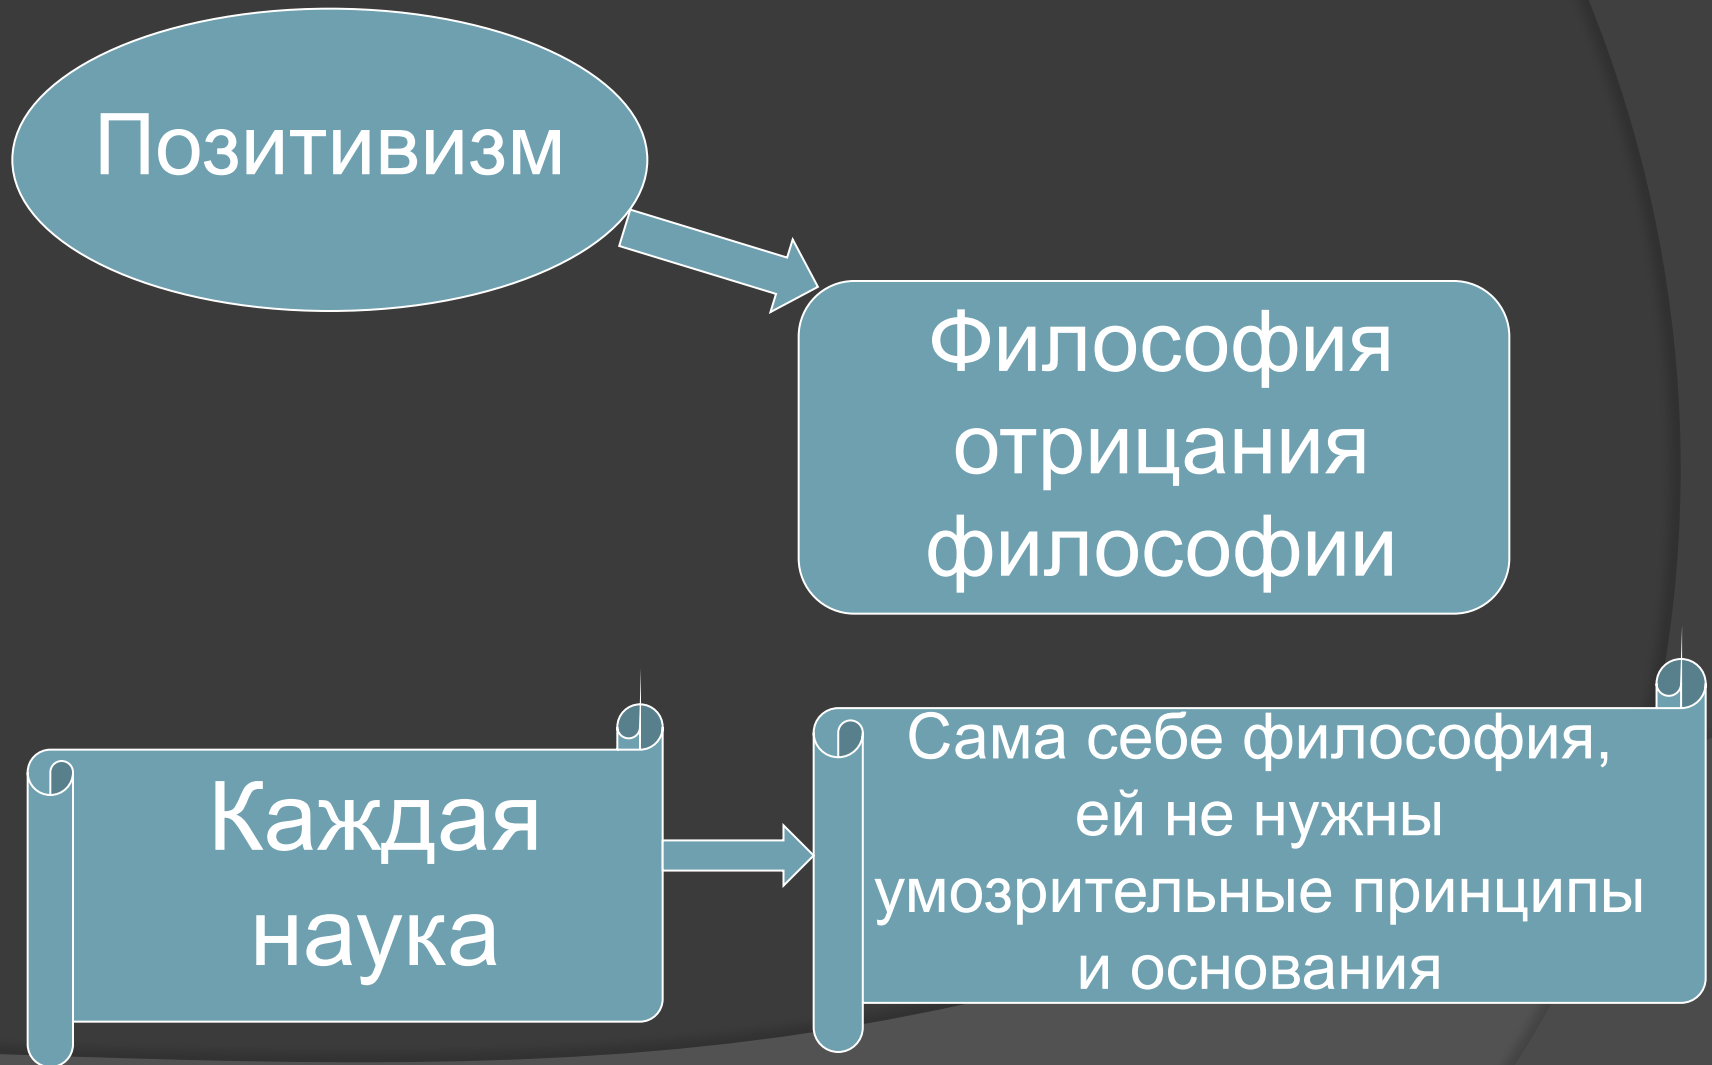 Позитивизм
Философия
отрицания
философии
Каждая
наука
Сама себе философия,
ей не нужны
умозрительные принципы
и основания